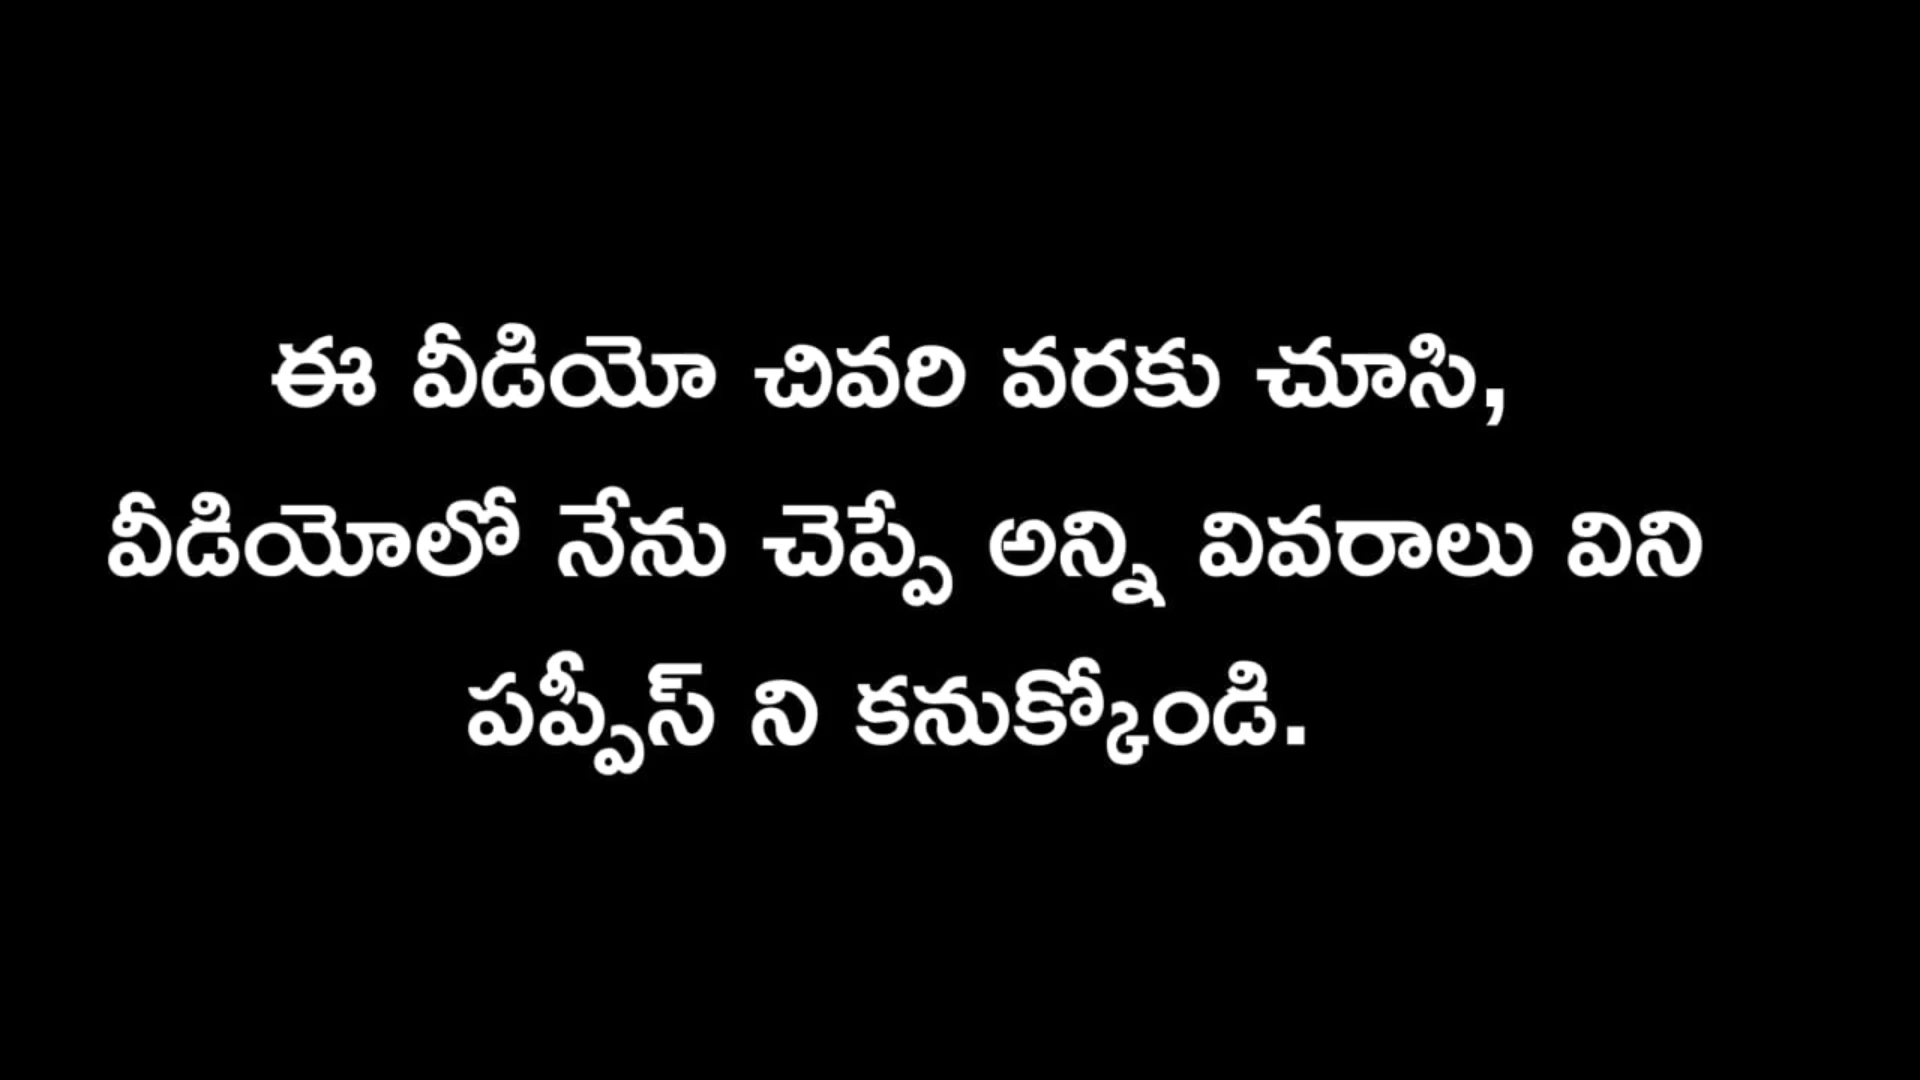 ఈ వీడియో చివరి వరకు చూసి,
వీడియోలో నేను చెప్పే అన్ని వివరాలు విని
పప్పీస్ ని కనుక్కోండి.